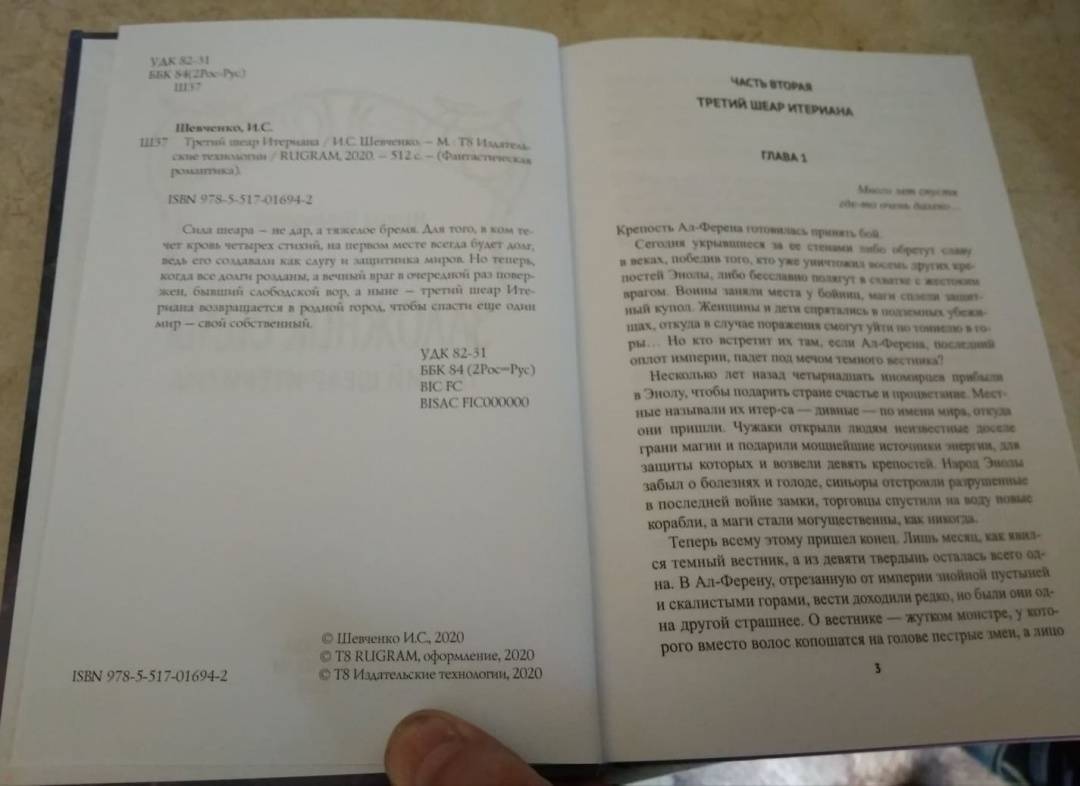 УДК 82-31
ББК 84(2Рос=Рус)
Ш37
Шевченко, И.С.
Ш37 Третий шеар Итериана / И.С. Шевченко. – М. : Т8 Издатель-
ские технологии / RUGRAM, 2020. – 512 с. – (Фантастическая
романтика).
ISBN 978-5-517-01694-2
Сила шеара – не дар, а тяжелое бремя. Для того, в ком те-
чет кровь четырех стихий, на первом месте всегда будет долг,
ведь его создавали как слугу и защитника миров. Но теперь,
когда все долги розданы, а вечный враг в очередной раз повер-
жен, бывший слободской вор, а ныне – третий шеар Ите-
риана возвращается в родной город, чтобы спасти еще один
мир – свой собственный.
УДК 82-31
ББК 84 (2Рос=Рус)
BIC FC
BISAC FIC000000
© Шевченко И.С., 2020
© T8 RUGRAM, оформление, 2020
ISBN 978-5-517-01694-2 © Т8 Издательские технологии, 2020
ЧАСТЬ ВТОРАЯ
ТРЕТИЙ ШЕАР ИТЕРИАНА
ГЛАВА 1
Много лет спустя
где-то очень далеко...
Крепость Ал-Ферена готовилась принять бой.
Сегодня укрывшиеся за ее стенами либо обретут славу
в веках, победив того, кто уже уничтожил восемь других кре-
постей Энолы, либо бесславно полягут в схватке с жестоким
врагом. Воины заняли места у бойниц, маги сплели защит-
ный купол. Женщины и дети спрятались в подземных убежи-
щах, откуда в случае поражения смогут уйти по тоннелю в го-
ры... Но кто встретит их там, если Ал-Ферена, последний
оплот империи, падет под мечом темного вестника?
Несколько лет назад четырнадцать иномирцев прибыли
в Энолу, чтобы подарить стране счастье и процветание. Мест-
ные называли их итер-са — дивные — по имени мира, откуда
они пришли. Чужаки открыли людям неизвестные доселе
грани магии и подарили мощнейшие источники энергии, для
защиты которых и возвели девять крепостей. Народ Энолы
забыл о болезнях и голоде, синьоры отстроили разрушенные
в последней войне замки, торговцы спустили на воду новые
корабли, а маги стали могущественны, как никогда.
Теперь всему этому пришел конец. Лишь месяц, как явил-
ся темный вестник, а из девяти твердынь осталась всего од-
на. В Ал-Ферену, отрезанную от империи знойной пустыней
и скалистыми горами, вести доходили редко, но были они од-
на другой страшнее. О вестнике — жутком монстре, у кото-
рого вместо волос копошатся на голове пестрые змеи, а лицо
3